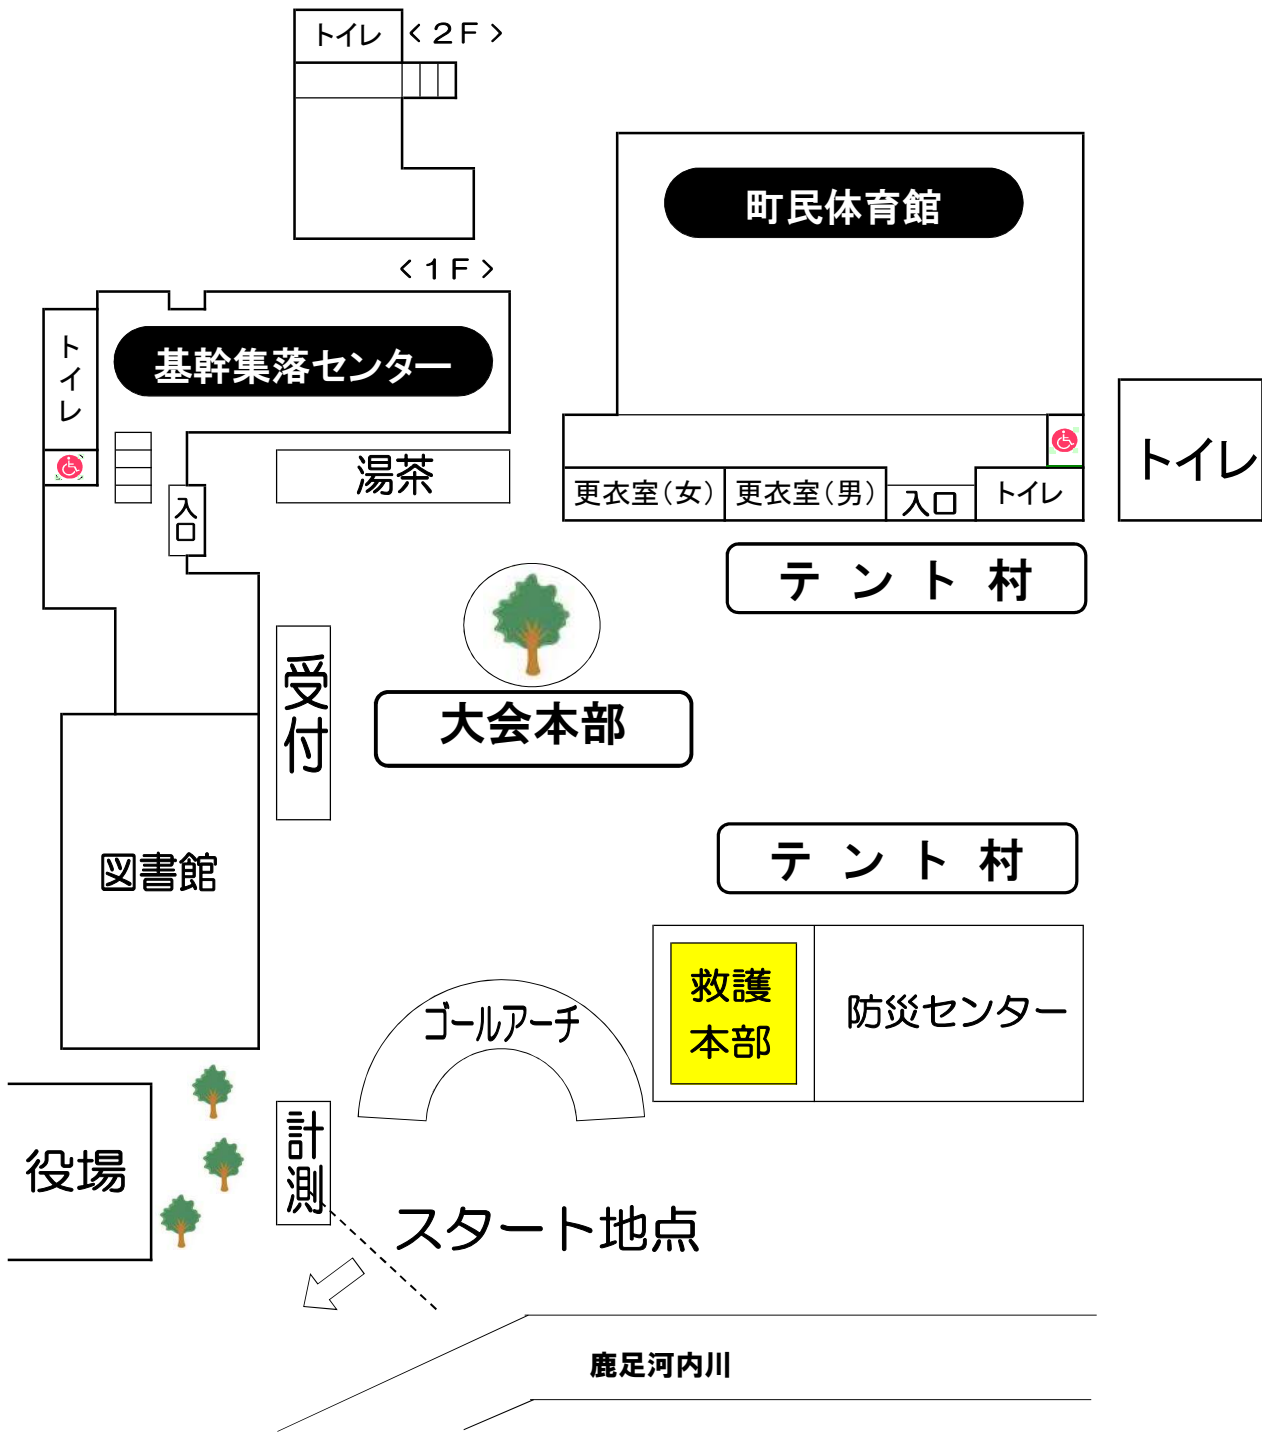 トイレ
< 2F >
町民体育館
< 1F >
トイレ
基幹集落センター
湯茶
入口
更衣室(女)
更衣室(男)
入口
トイレ
トイレ
テント村
受付
大会本部
テント村
図書館
救護
本部
防災センター
ゴールアーチ
役場
計測
スタート地点
鹿足河内川